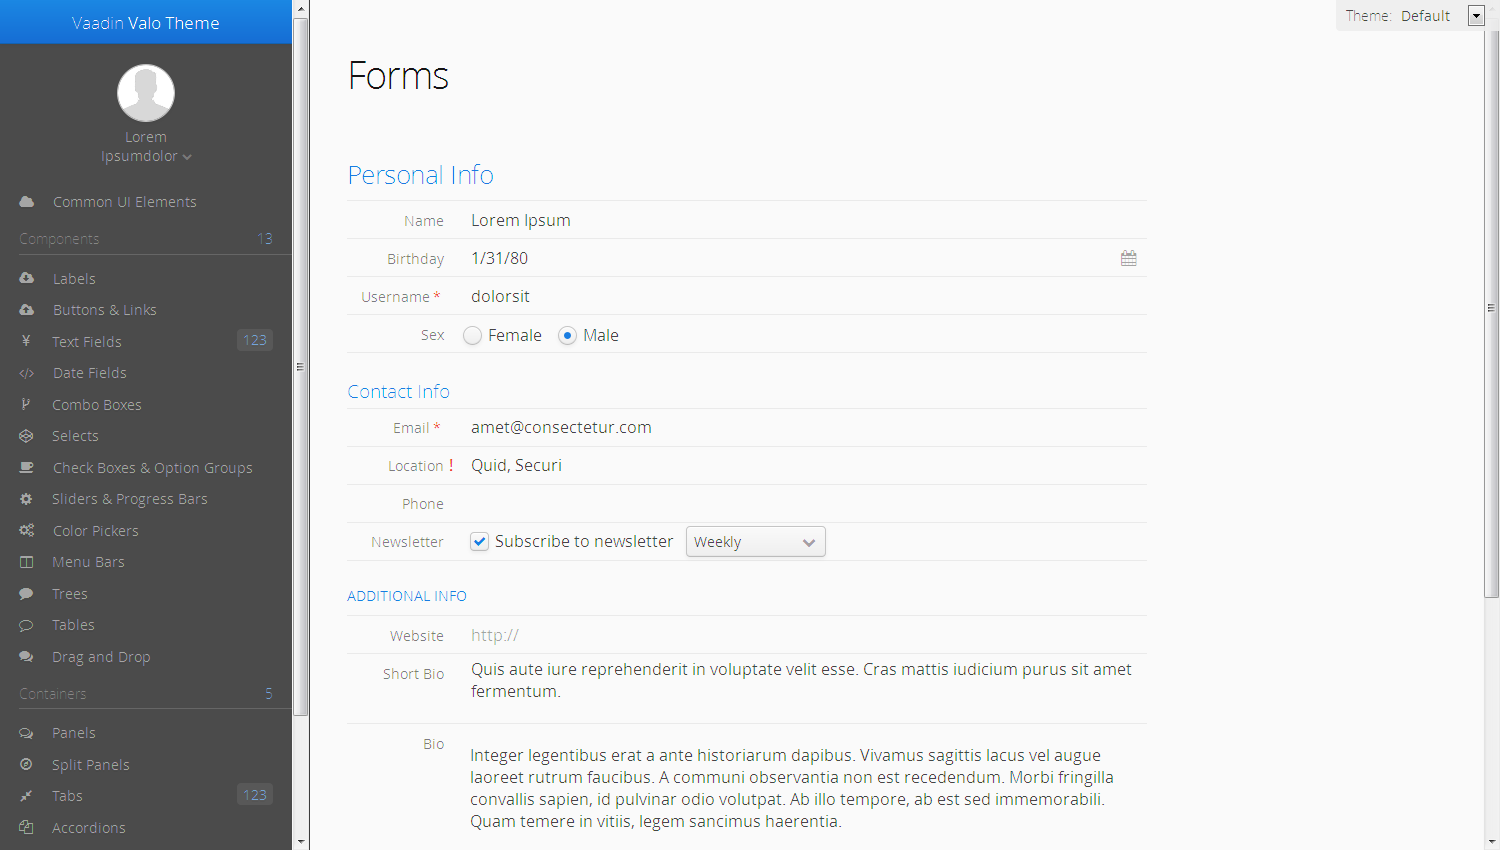 Vaadin Valo Theme
Lorem
Ipsumdolor
Common UI Elements
Components 13
Labels
Buttons & Links
Text Fields 123
Date Fields
Combo Boxes
Selects
Check Boxes & Option Groups
Sliders & Progress Bars
Color Pickers
Menu Bars
Trees
Tables
Drag and Drop
Containers 5
Panels
Split Panels
Tabs 123
Accordions
Theme: Default
Forms
Personal Info
Name Lorem Ipsum
Birthday 1/31/80
Username * dolorsit
Sex Female Male
Contact Info
Email * amet@consectetur.com
Location ! Quid, Securi
Phone
Newsletter Subscribe to newsletter Weekly
ADDITIONAL INFO
Website http://
Short Bio Quis aute iure reprehenderit in voluptate velit esse. Cras mattis iudicium purus sit amet
fermentum.
Bio
Integer legentibus erat a ante historiarum dapibus. Vivamus sagittis lacus vel augue
laoreet rutrum faucibus. A communi observantia non est recedendum. Morbi fringilla
convallis sapien, id pulvinar odio volutpat. Ab illo tempore, ab est sed immemorabili.
Quam temere in vitiis, legem sancimus haerentia.